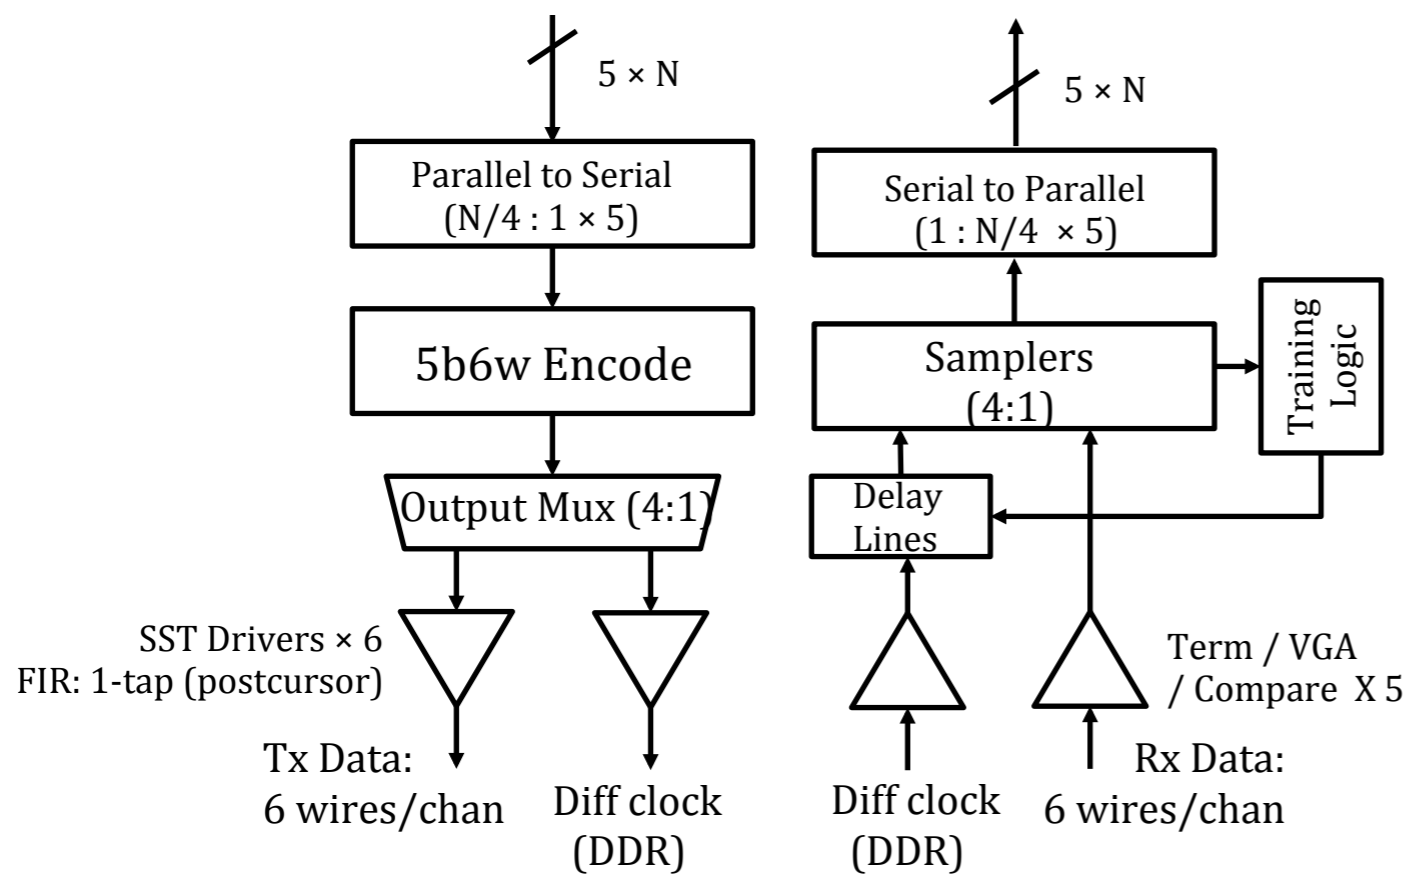 5 × N
Parallel to Serial
(N/4 : 1 × 5)
5b6w Encode
Output Mux (4:1)
SST Drivers × 6
FIR: 1-tap (postcursor)
Tx Data:
6 wires/chan
Diff clock
(DDR)
5 × N
Serial to Parallel
(1 : N/4 × 5)
Samplers
(4:1)
Training
Logic
Delay
Lines
Term / VGA
/ Compare X 5
Diff clock
(DDR)
Rx Data:
6 wires/chan